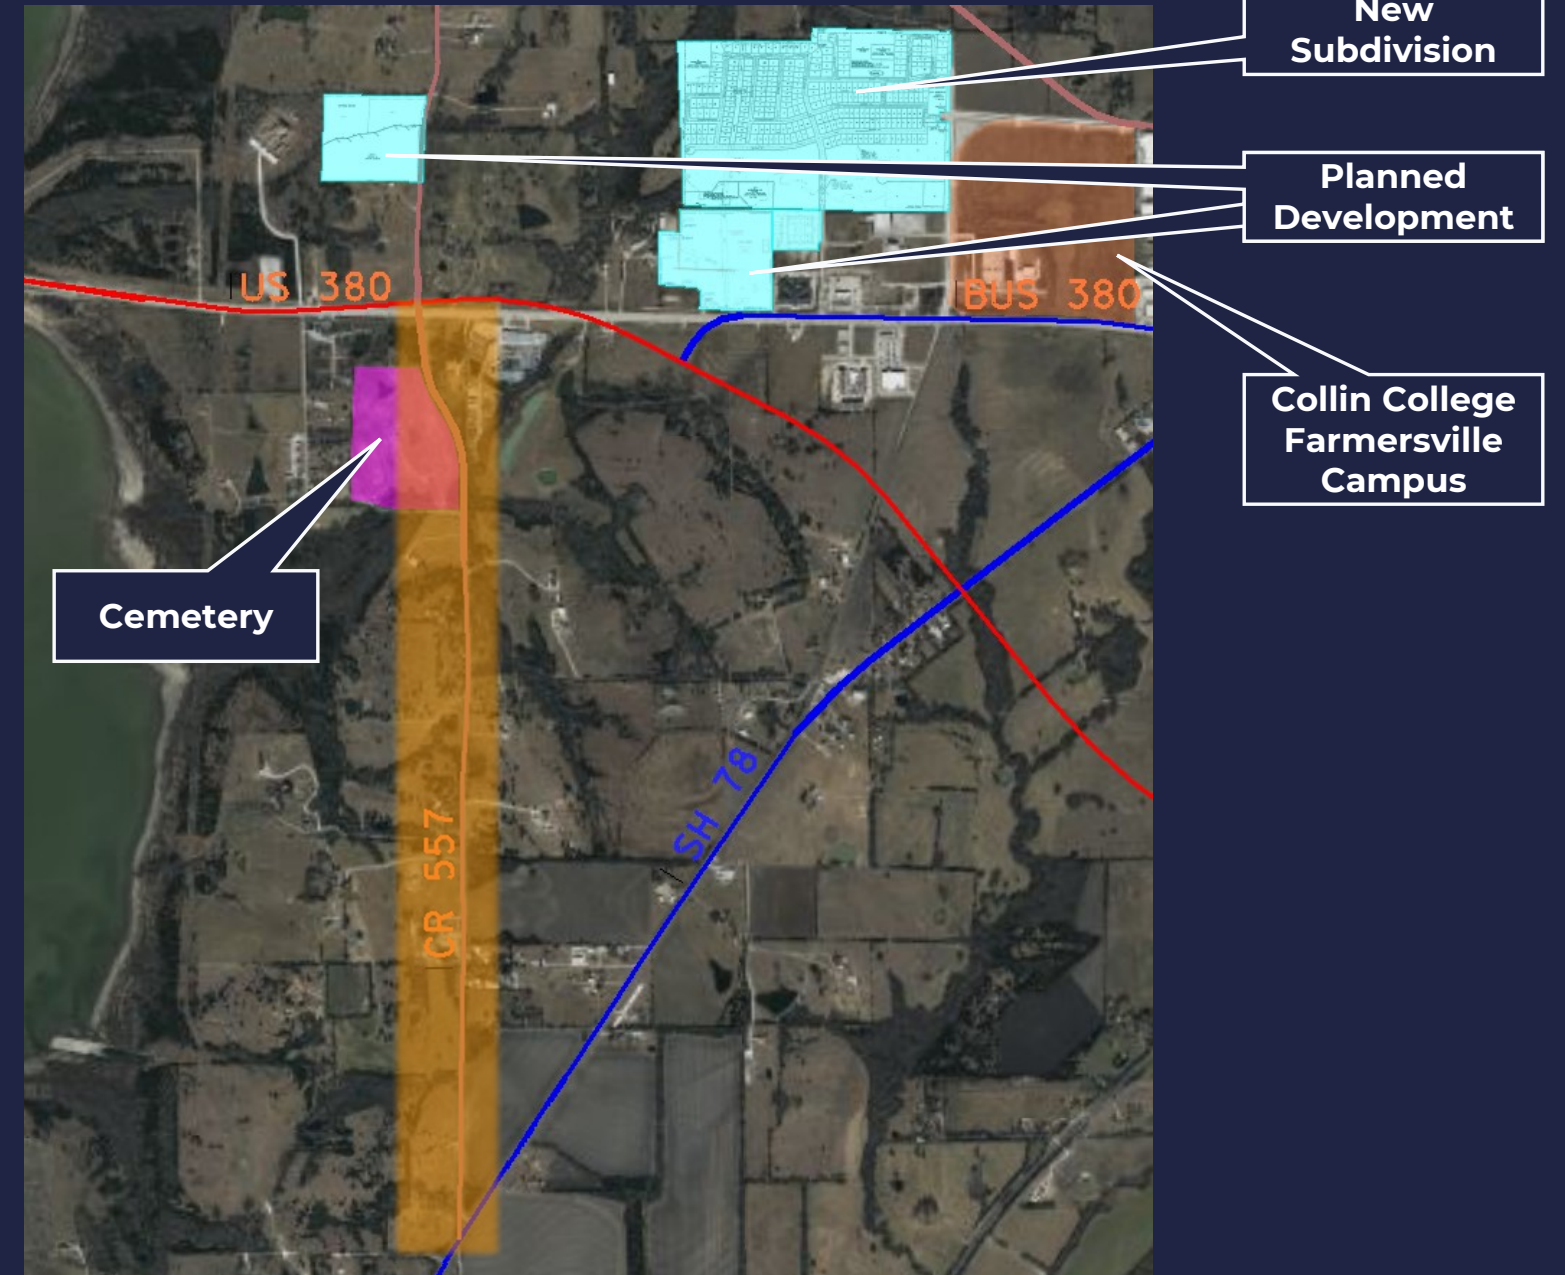 New
Subdivision
Planned
Development
US 380
BUS 380
Collin College
Farmersville
Campus
Cemetery
SH 78
CR 557